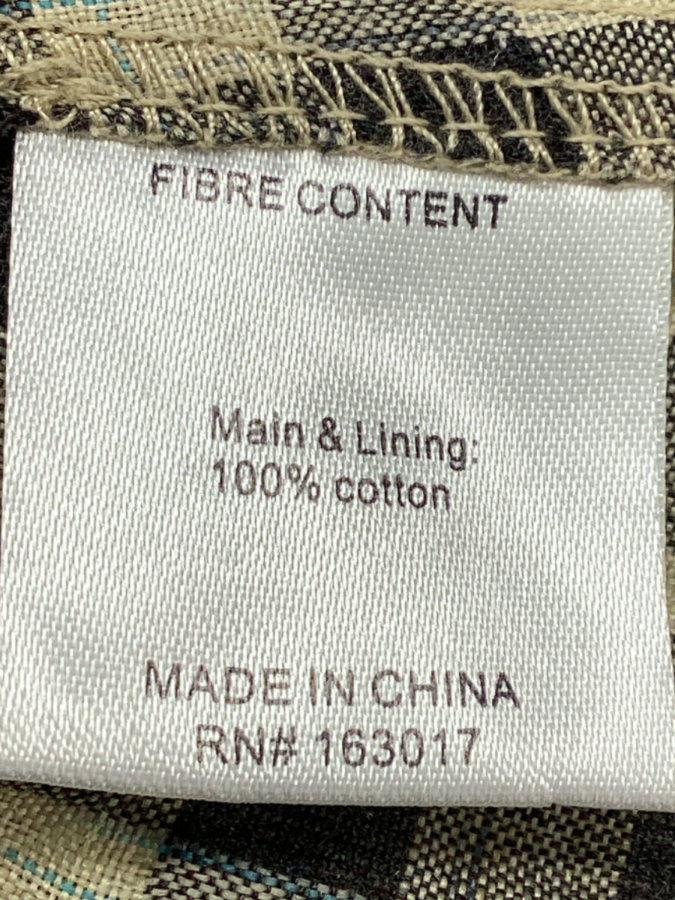 FIBRE CONTENT
Main & Lining:
100% cotton
MADE IN CHINA
RN# 163017